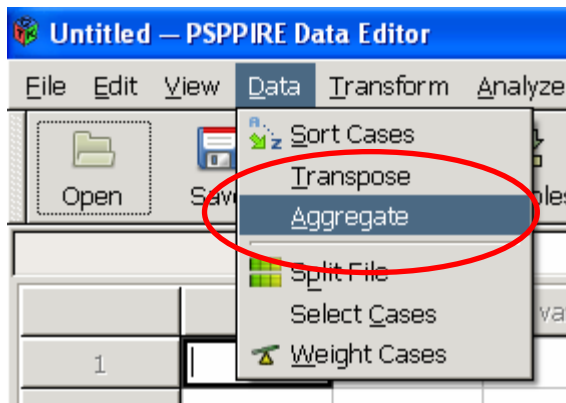 Untitled — PSPPIRE Data Editor
File Edit View Data Transform Analyze
Sort Cases
Transpose
Open
Aggregate
Split File
Select Cases
1
Weight Cases